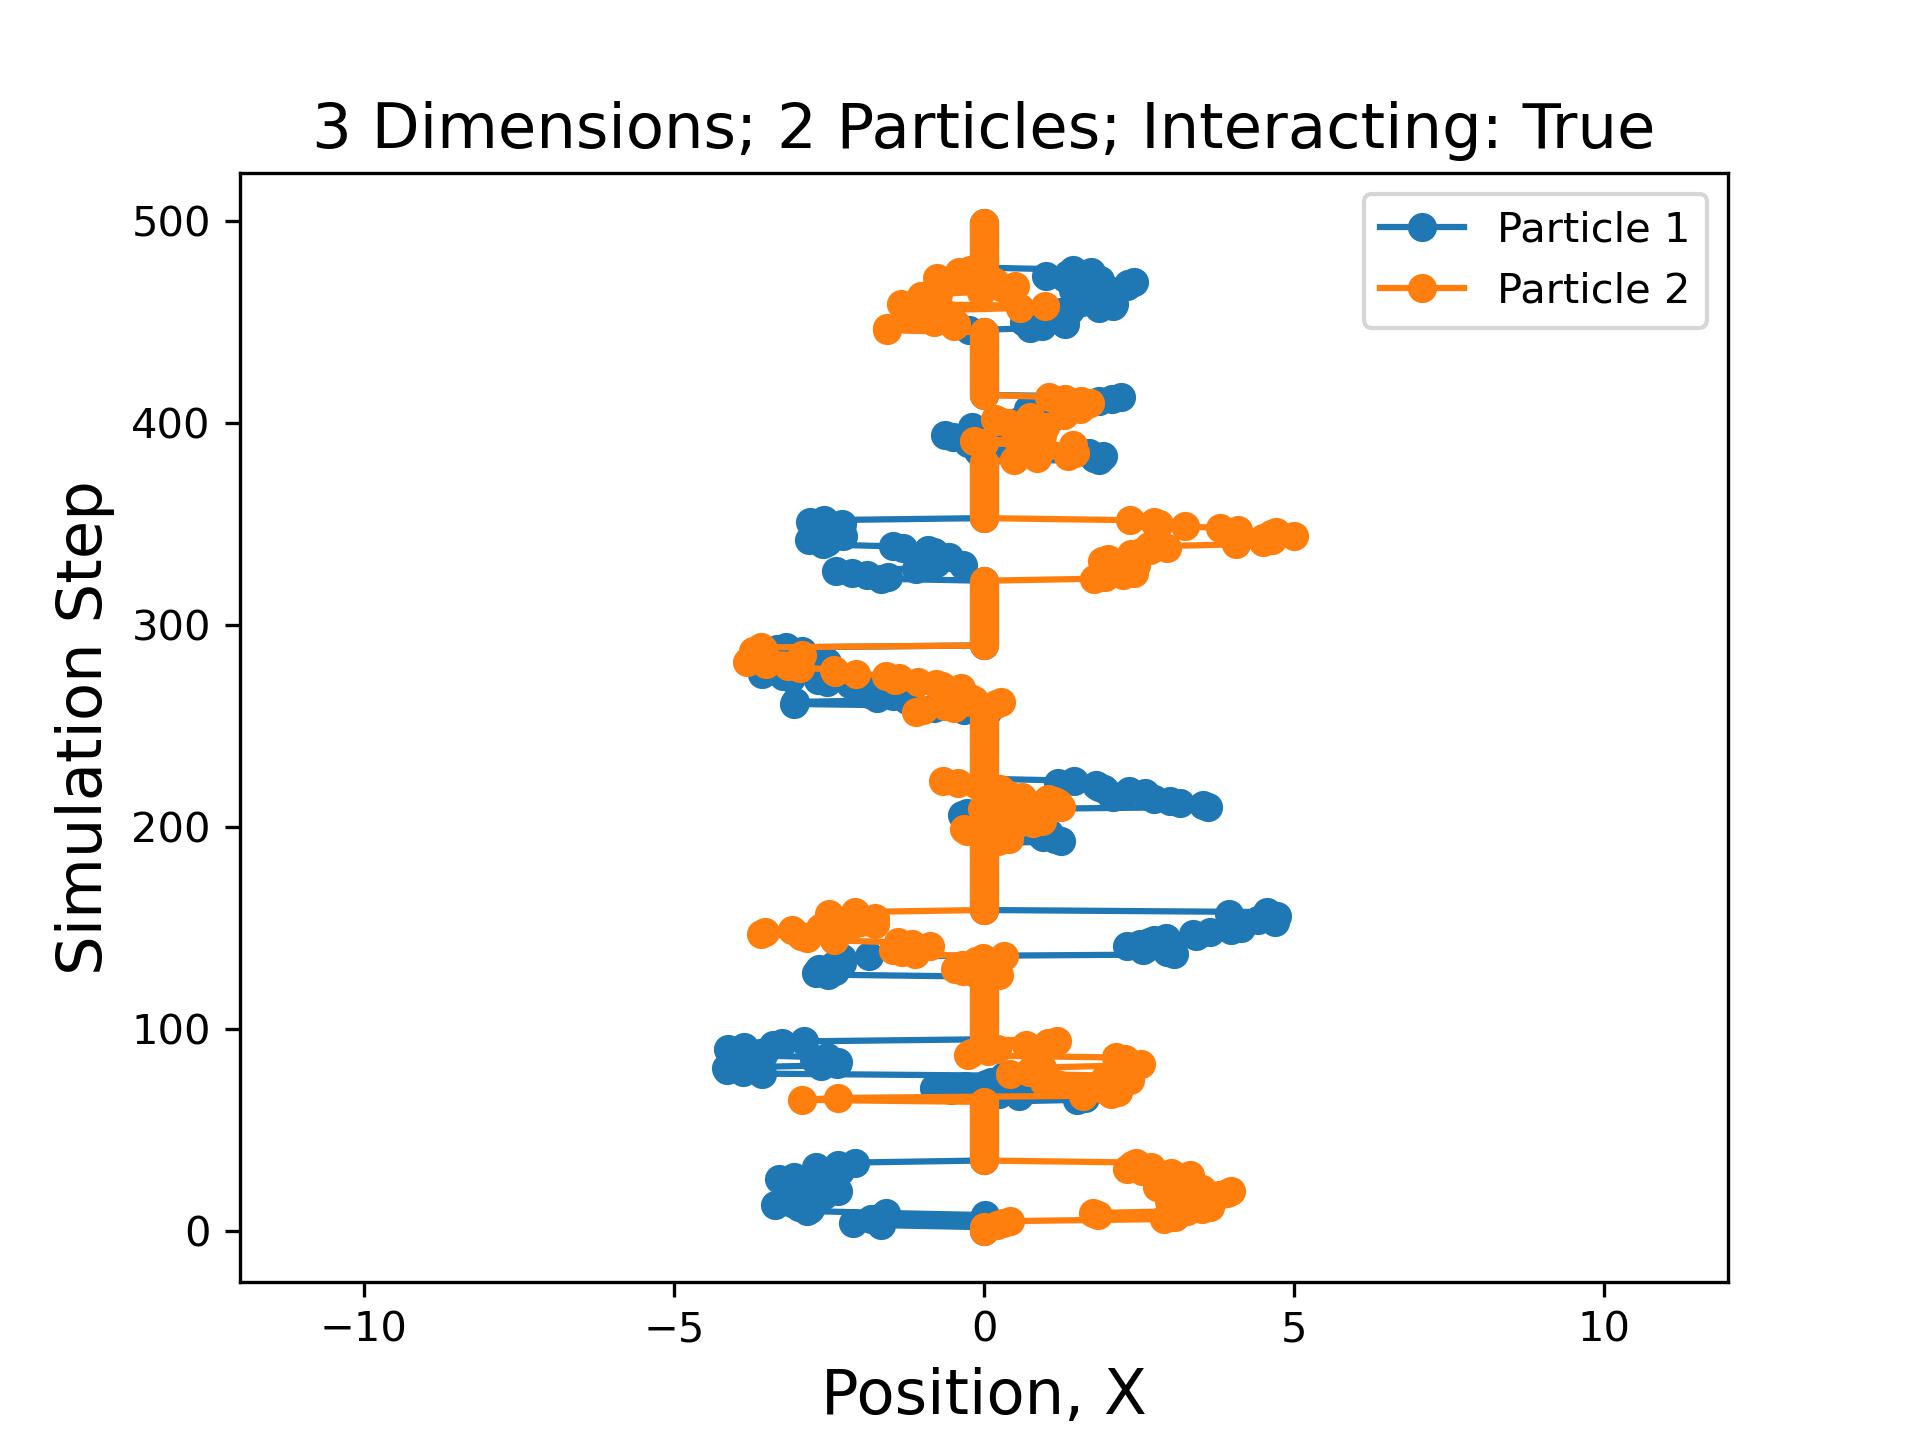 3 Dimensions; 2 Particles; Interacting: True
Particle 1
Particle 2
500
400
300
200
100
0
Simulation Step
−10
−5
0
5
10
Position, X